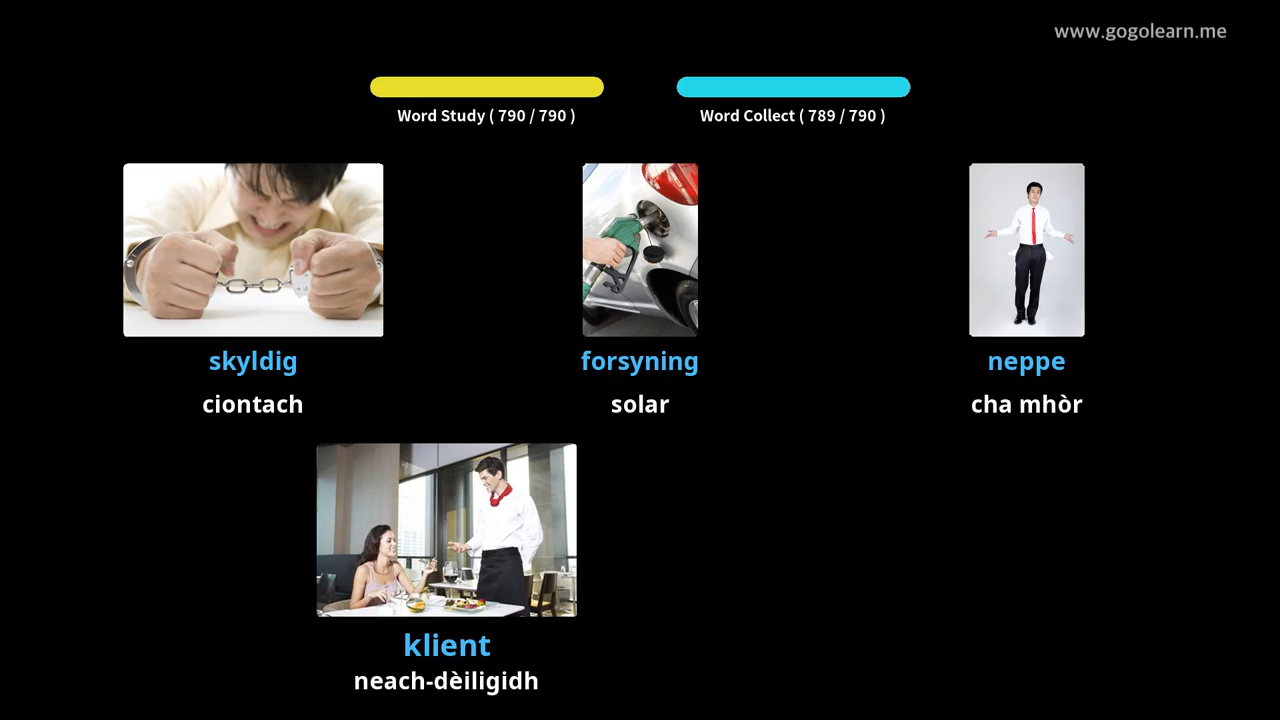 www.gogolearn.me
Word Study ( 790 / 790 )
Word Collect ( 789 / 790 )
skyldig
ciontach
forsyning
solar
neppe
cha mhòr
klient
neach-dèiligidh